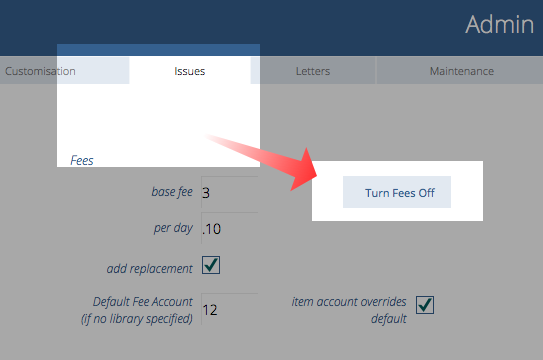 Admin
Customisation Issues Letters Maintenance
Fees
base fee 3 Turn Fees Off
per day .10
add replacement
Default Fee Account 12 item account overrides
(if no library specified) default